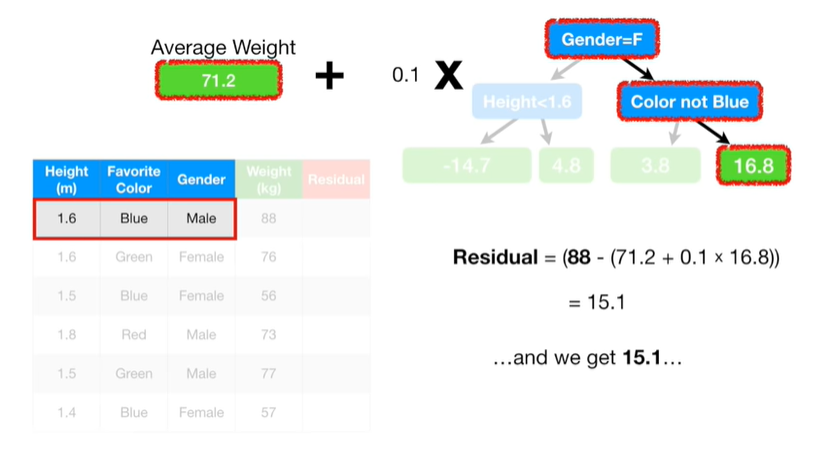 Average Weight
71.2
+
0.1
X
Gender=F
Height<1.6
Color not Blue
-14.7
4.8
3.8
16.8
Height (m) Favorite Color Gender Weight (kg) Residual
1.6 Blue Male 88
1.6 Green Female 76
1.5 Blue Female 56
1.8 Red Male 73
1.5 Green Male 77
1.4 Blue Female 57
Residual = (88 - (71.2 + 0.1 × 16.8))
= 15.1
…and we get 15.1…